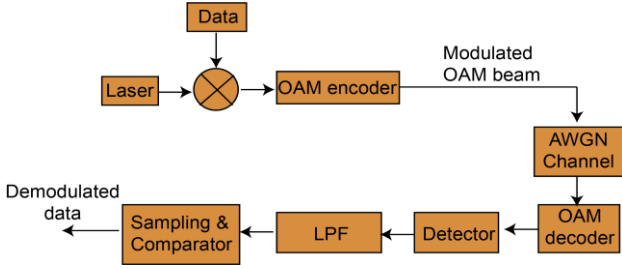 Data
Laser
OAM encoder
Modulated
OAM beam
AWGN
Channel
OAM
decoder
Detector
LPF
Sampling &
Comparator
Demodulated
data